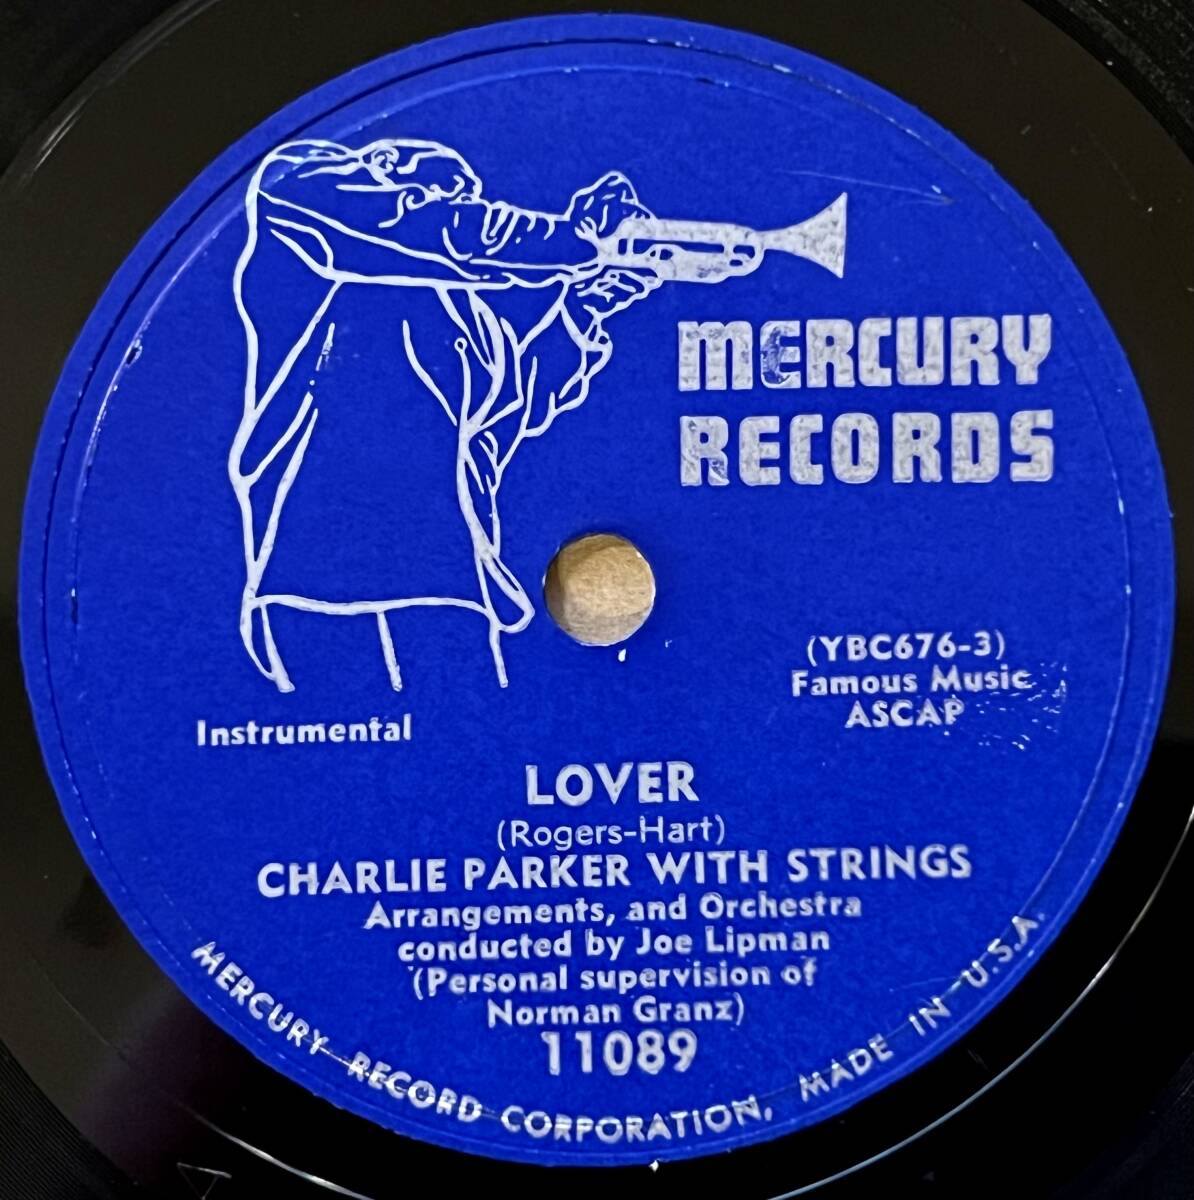 MERCURY
RECORDS
(YBC676-3)
Famous Music
ASCAP
Instrumental
LOVER
(Rogers-Hart)
CHARLIE PARKER WITH STRINGS
Arrangements, and Orchestra
conducted by Joe Lipman
(Personal supervision of
Norman Granz)
11089
MERCURY RECORD CORPORATION, MADE IN U.S.A.